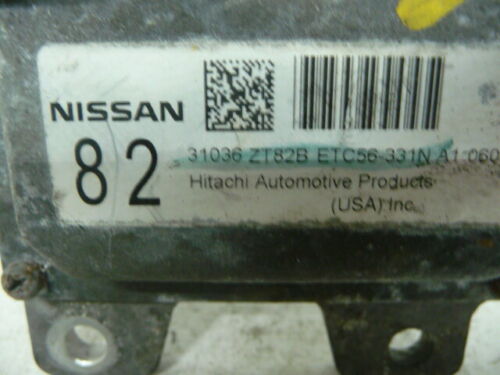 NISSAN
82
31036 ZT82B ETC56-331N A1 060
Hitachi Automotive Products
(USA) Inc.